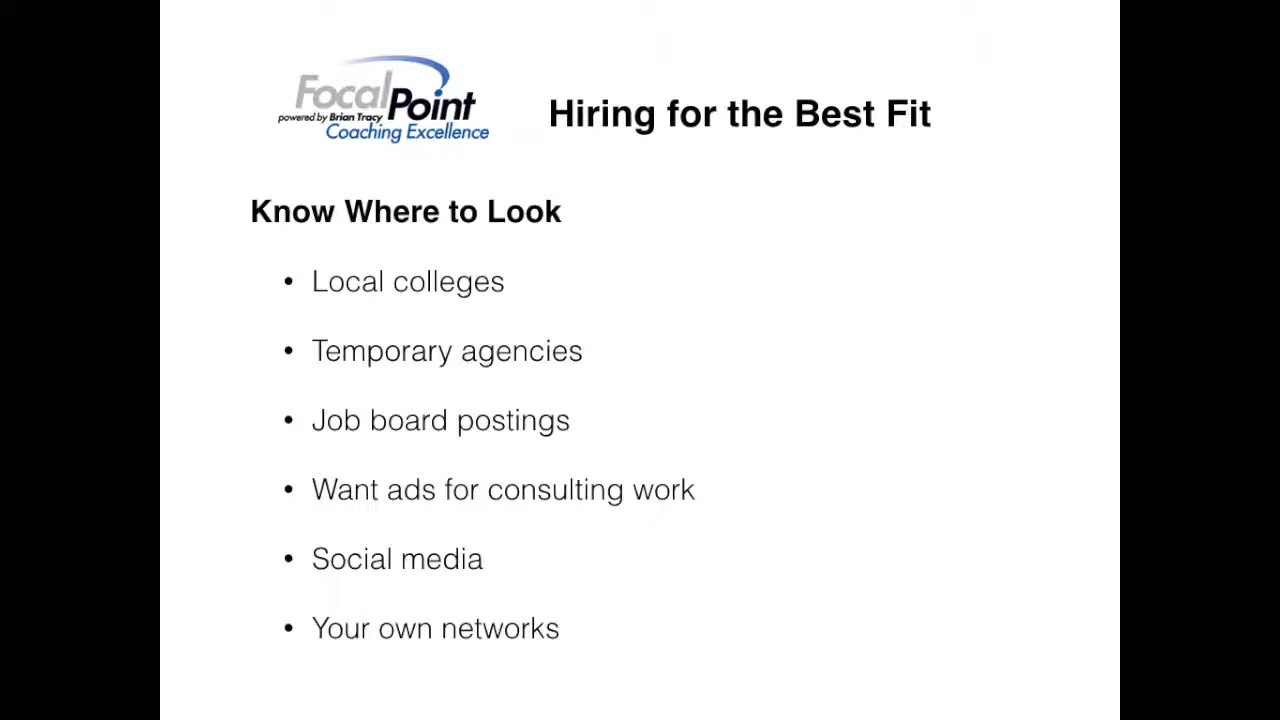 FocalPoint
powered by Brian Tracy
Coaching Excellence
Hiring for the Best Fit
Know Where to Look
• Local colleges
• Temporary agencies
• Job board postings
• Want ads for consulting work
• Social media
• Your own networks